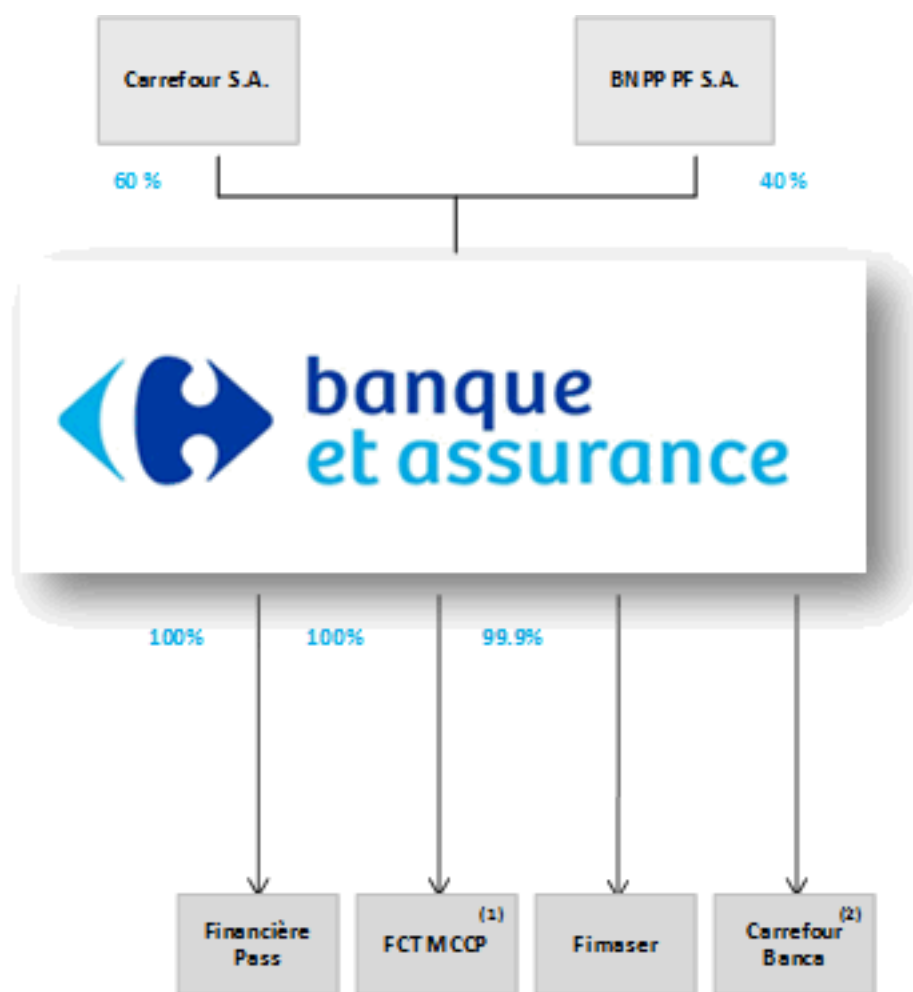 Carrefour S.A.
BNPP PF S.A.
60 %
40 %
banque
et assurance
100%
100%
99.9%
Financière
Pass
(1)
FCT MCCP
Fimaser
(2)
Carrefour
Banca